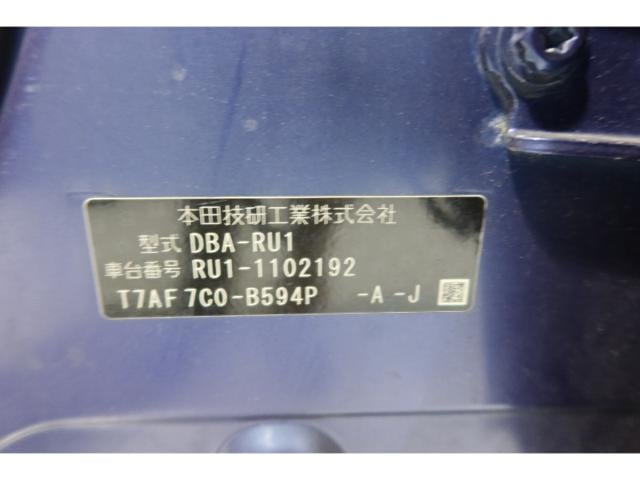 本田技研工業株式会社
型式 DBA-RU1
車台番号 RU1-1102192
T7AF 7C0-B594P -A -J